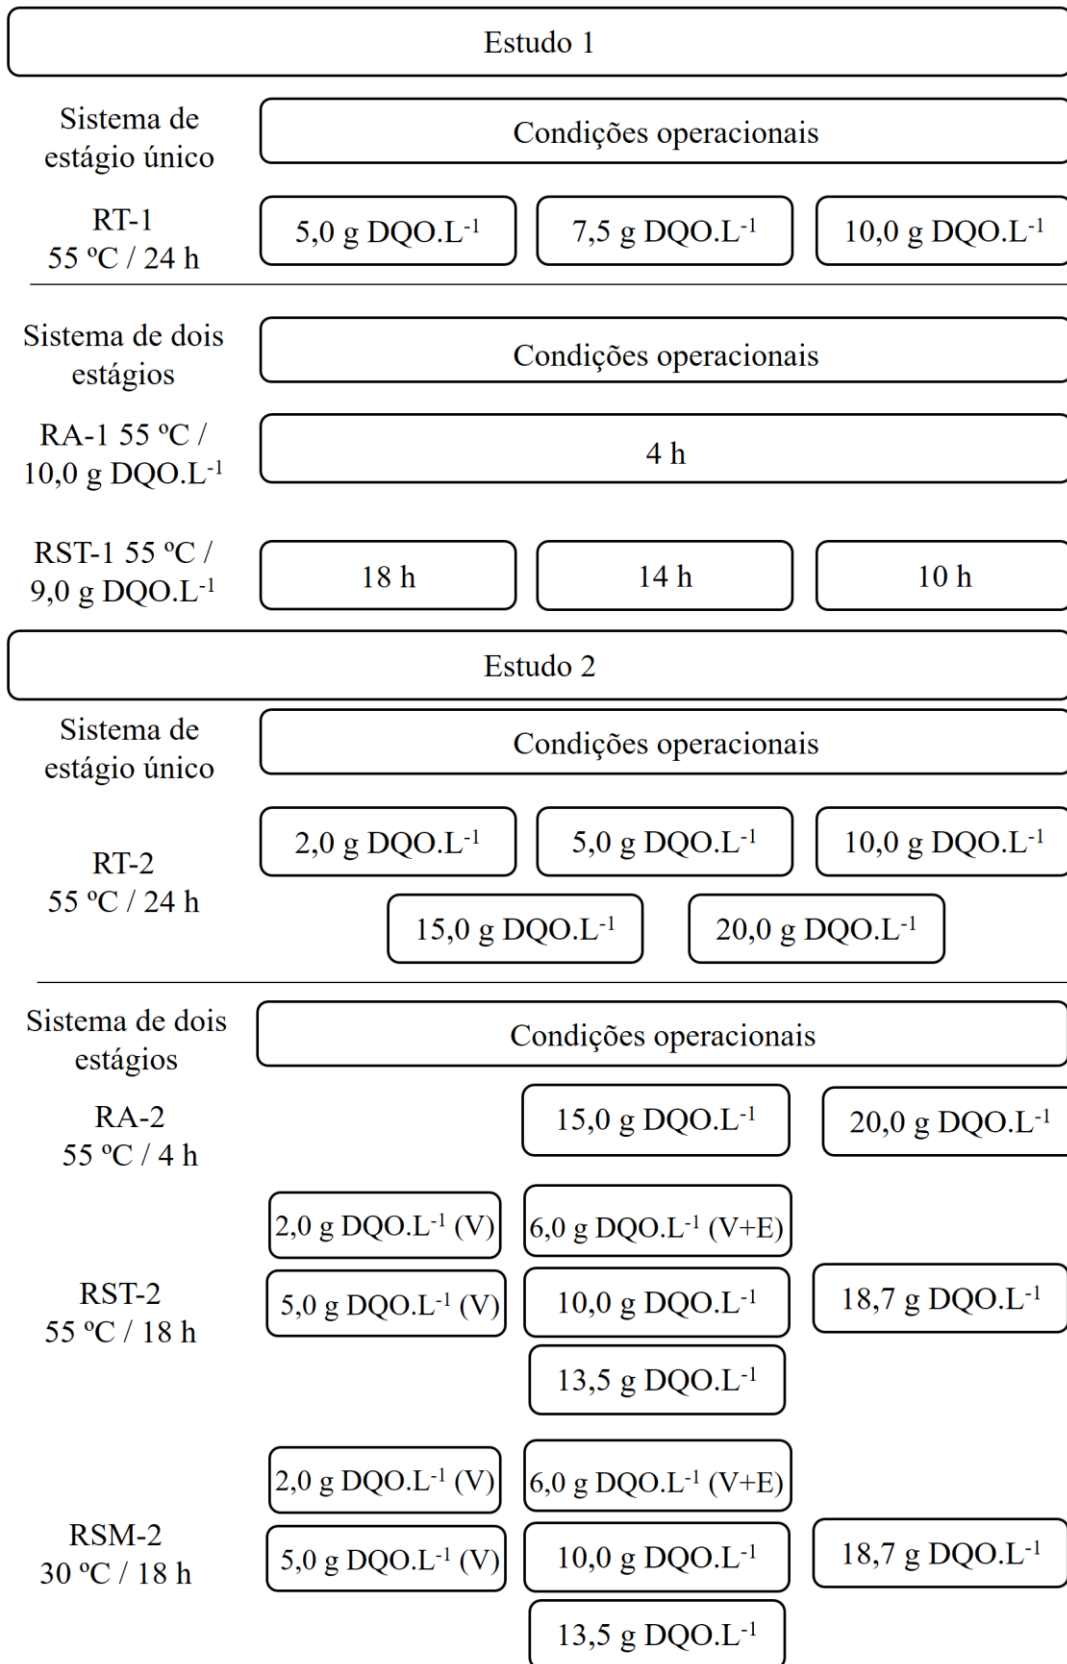 Estudo 1
Sistema de
estágio único
Condições operacionais
RT-1
55 ºC / 24 h
5,0 g DQO.L⁻¹
7,5 g DQO.L⁻¹
10,0 g DQO.L⁻¹
Sistema de dois
estágios
Condições operacionais
RA-1 55 ºC /
10,0 g DQO.L⁻¹
4 h
RST-1 55 ºC /
9,0 g DQO.L⁻¹
18 h
14 h
10 h
Estudo 2
Sistema de
estágio único
Condições operacionais
RT-2
55 ºC / 24 h
2,0 g DQO.L⁻¹
5,0 g DQO.L⁻¹
10,0 g DQO.L⁻¹
15,0 g DQO.L⁻¹
20,0 g DQO.L⁻¹
Sistema de dois
estágios
Condições operacionais
RA-2
55 ºC / 4 h
15,0 g DQO.L⁻¹
20,0 g DQO.L⁻¹
RST-2
55 ºC / 18 h
2,0 g DQO.L⁻¹ (V)
6,0 g DQO.L⁻¹ (V+E)
5,0 g DQO.L⁻¹ (V)
10,0 g DQO.L⁻¹
18,7 g DQO.L⁻¹
13,5 g DQO.L⁻¹
RSM-2
30 ºC / 18 h
2,0 g DQO.L⁻¹ (V)
6,0 g DQO.L⁻¹ (V+E)
5,0 g DQO.L⁻¹ (V)
10,0 g DQO.L⁻¹
18,7 g DQO.L⁻¹
13,5 g DQO.L⁻¹